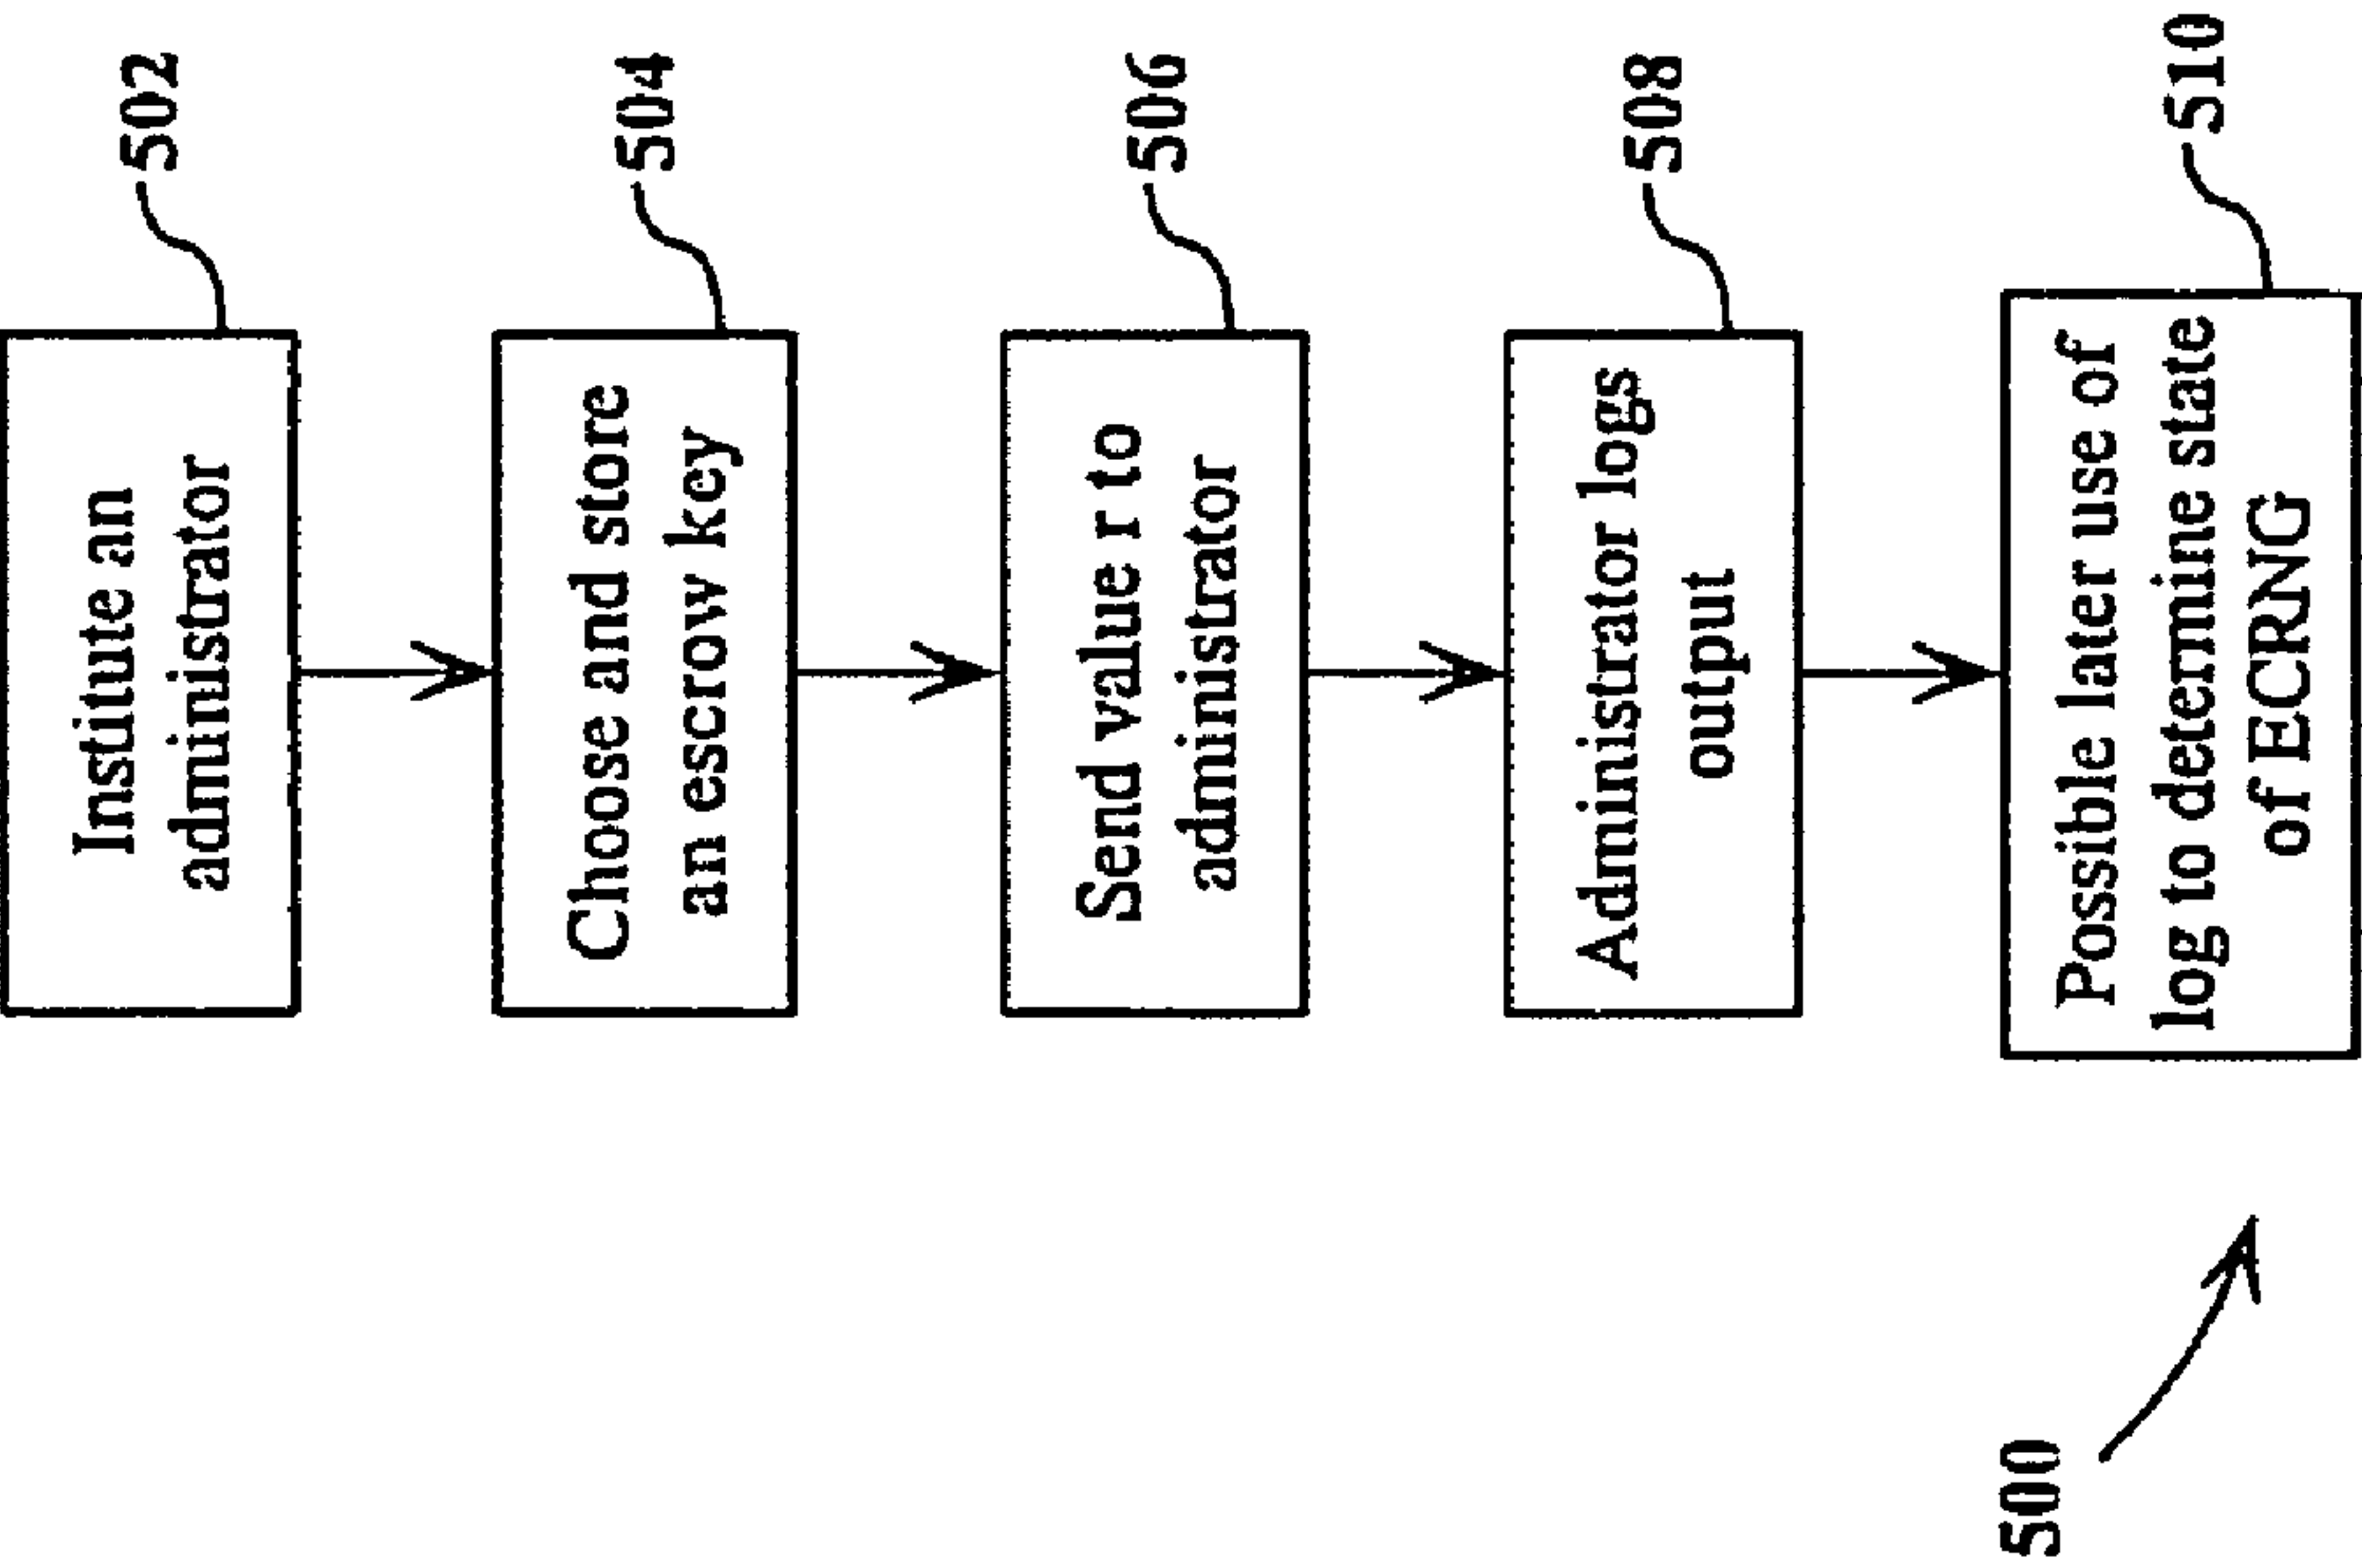 Institute an
administrator
502
Choose and store
an escrow key
504
Send value r to
administrator
506
Administrator logs
output
508
Possible later use of
log to determine state
of ECRNG
510
500